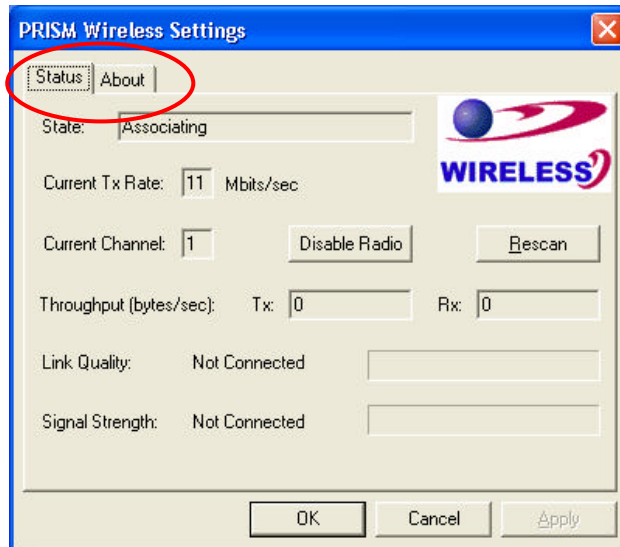 PRISM Wireless Settings
Status About
State: Associating
WIRELESS
Current Tx Rate: 11 Mbits/sec
Current Channel: 1 Disable Radio Rescan
Throughput (bytes/sec): Tx: 0 Rx: 0
Link Quality: Not Connected
Signal Strength: Not Connected
OK Cancel Apply